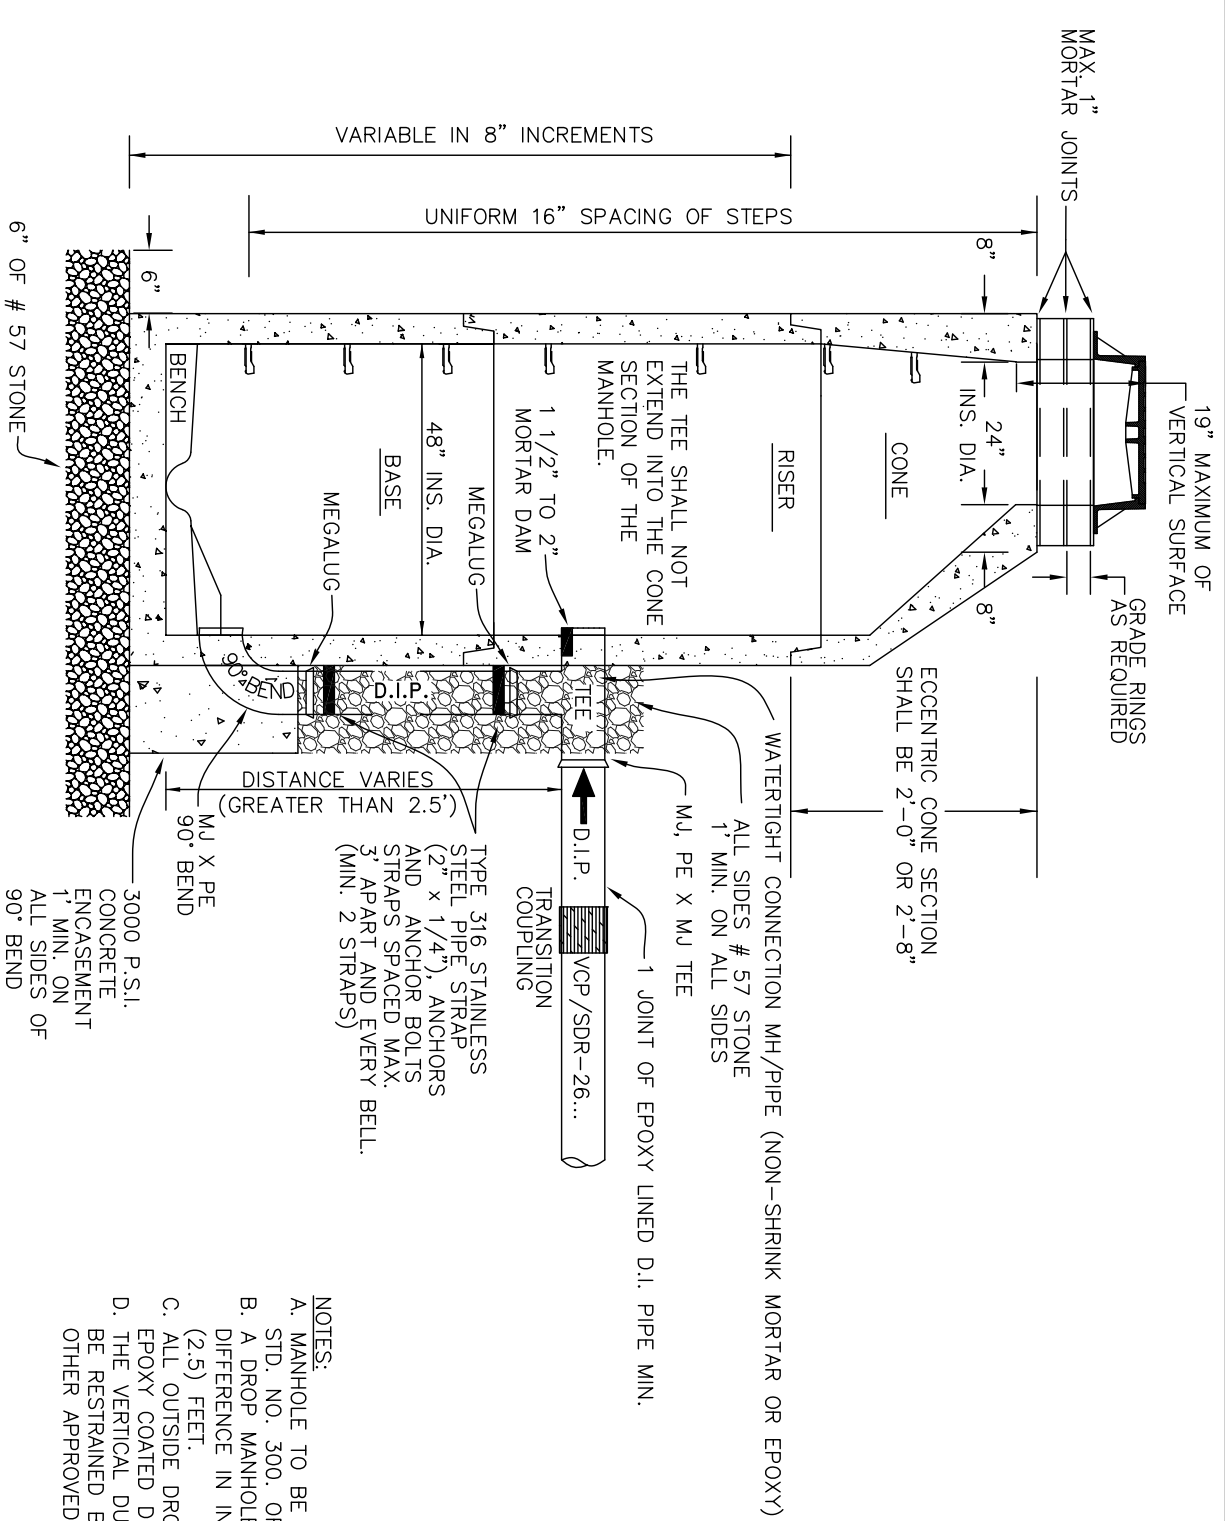 MAX. 1"
MORTAR JOINTS
19" MAXIMUM OF
VERTICAL SURFACE
GRADE RINGS
AS REQUIRED
VARIABLE IN 8" INCREMENTS
UNIFORM 16" SPACING OF STEPS
8"
24"
INS. DIA.
8"
ECCENTRIC CONE SECTION
SHALL BE 2'-0" OR 2'-8"
CONE
RISER
WATERTIGHT CONNECTION MH/PIPE (NON-SHRINK MORTAR OR EPOXY)
ALL SIDES # 57 STONE
1' MIN. ON ALL SIDES
MJ, PE X MJ TEE
1 JOINT OF EPOXY LINED D.I. PIPE MIN.
THE TEE SHALL NOT
EXTEND INTO THE CONE
SECTION OF THE
MANHOLE.
1 1/2" TO 2"
MORTAR DAM
TEE
D.I.P.
VCP/SDR-26...
TRANSITION
COUPLING
MEGALUG
48" INS. DIA.
BASE
D.I.P.
TYPE 316 STAINLESS
STEEL PIPE STRAP
(2" x 1/4"), ANCHORS
AND ANCHOR BOLTS
STRAPS SPACED MAX.
3' APART AND EVERY BELL.
(MIN. 2 STRAPS)
MEGALUG
DISTANCE VARIES
(GREATER THAN 2.5')
90° BEND
MJ X PE
90° BEND
BENCH
6"
6" OF # 57 STONE
3000 P.S.I.
CONCRETE
ENCASEMENT
1' MIN. ON
ALL SIDES OF
90° BEND
NOTES:
A. MANHOLE TO BE
STD. NO. 300.
B. A DROP MANHOLE
DIFFERENCE IN
(2.5) FEET.
C. ALL OUTSIDE
EPOXY COATED
D. THE VERTICAL
BE RESTRAINED
OTHER APPROVED